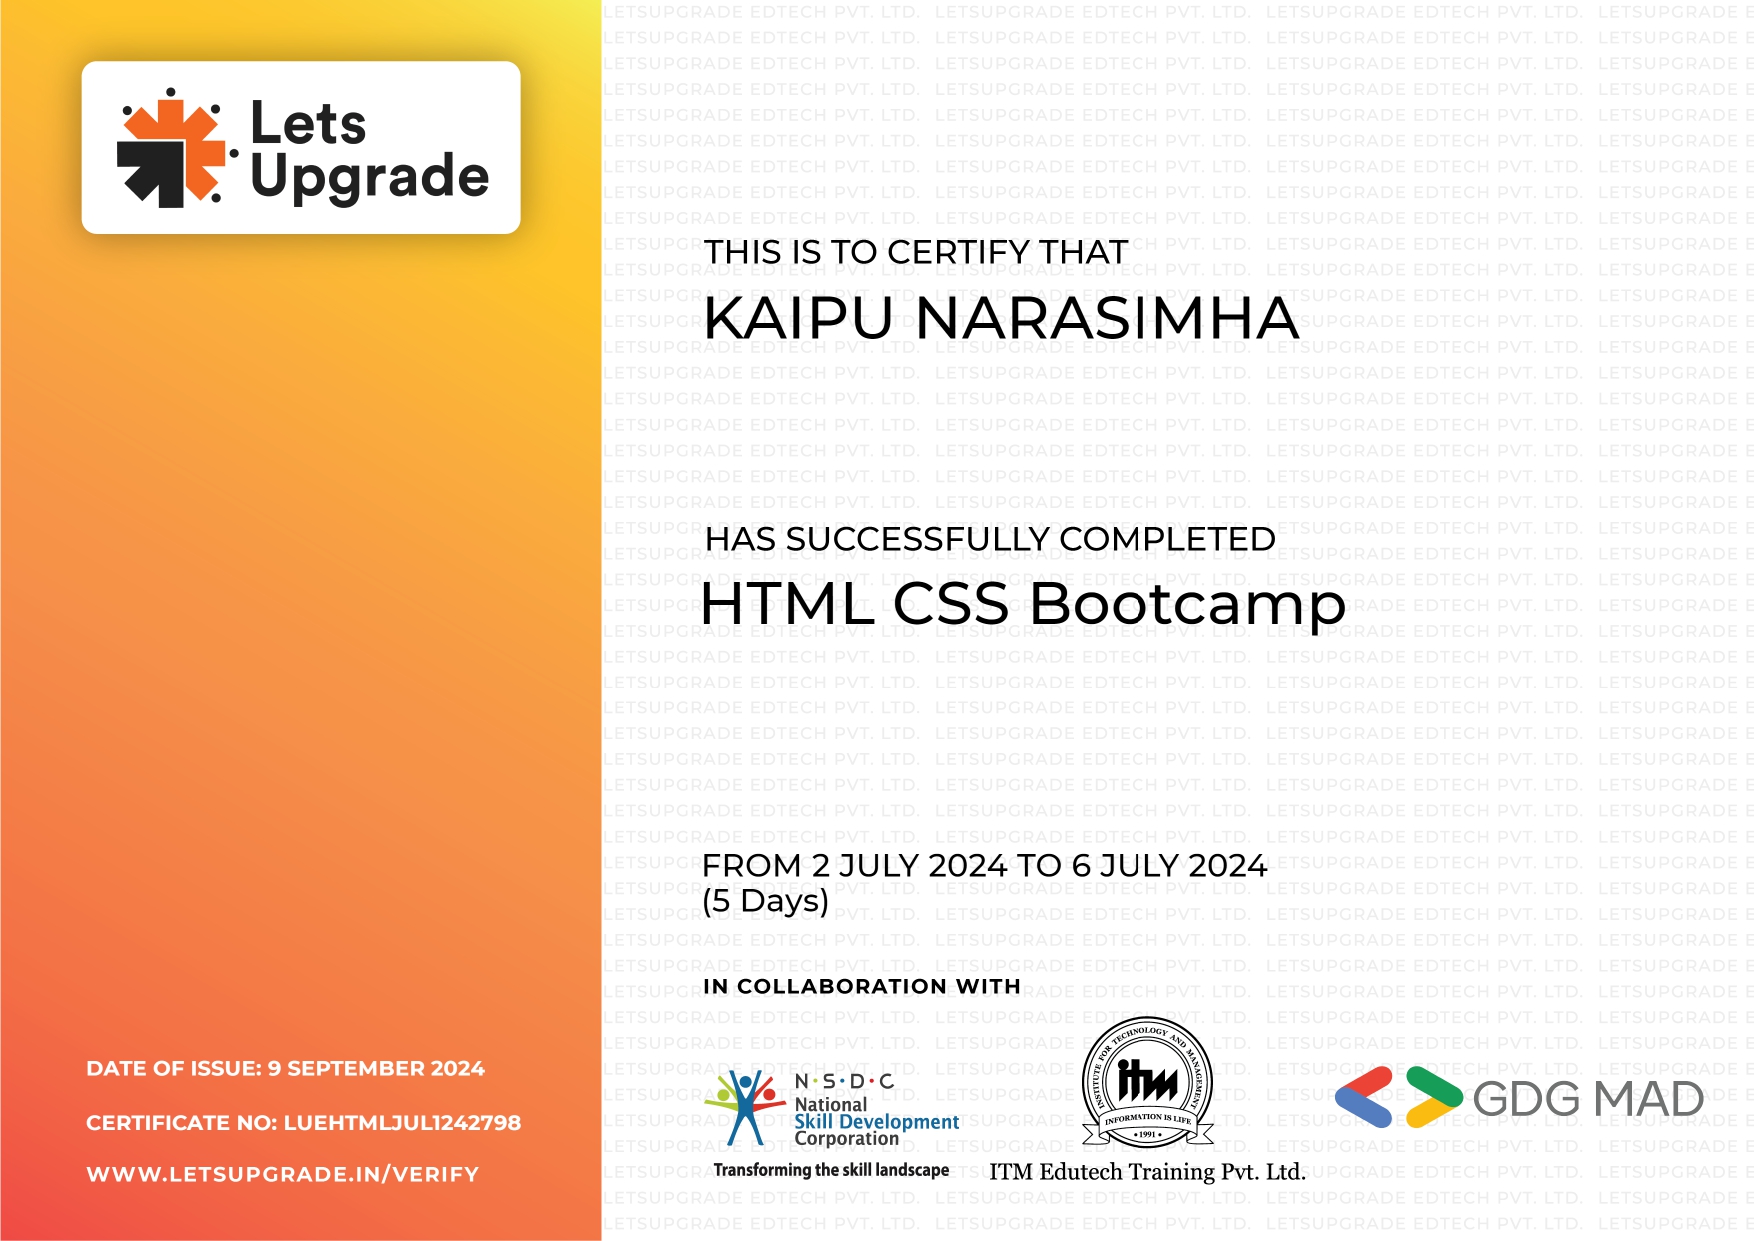 Lets
Upgrade
THIS IS TO CERTIFY THAT
KAIPU NARASIMHA
HAS SUCCESSFULLY COMPLETED
HTML CSS Bootcamp
FROM 2 JULY 2024 TO 6 JULY 2024
(5 Days)
IN COLLABORATION WITH
N·S·D·C
National
Skill Development
Corporation
Transforming the skill landscape
INSTITUTE FOR TECHNOLOGY AND MANAGEMENT
itm
INFORMATION IS LIFE
• 1991 •
ITM Edutech Training Pvt. Ltd.
GDG MAD
DATE OF ISSUE: 9 SEPTEMBER 2024
CERTIFICATE NO: LUEHTMLJUL1242798
WWW.LETSUPGRADE.IN/VERIFY
LETSUPGRADE EDTECH PVT. LTD.